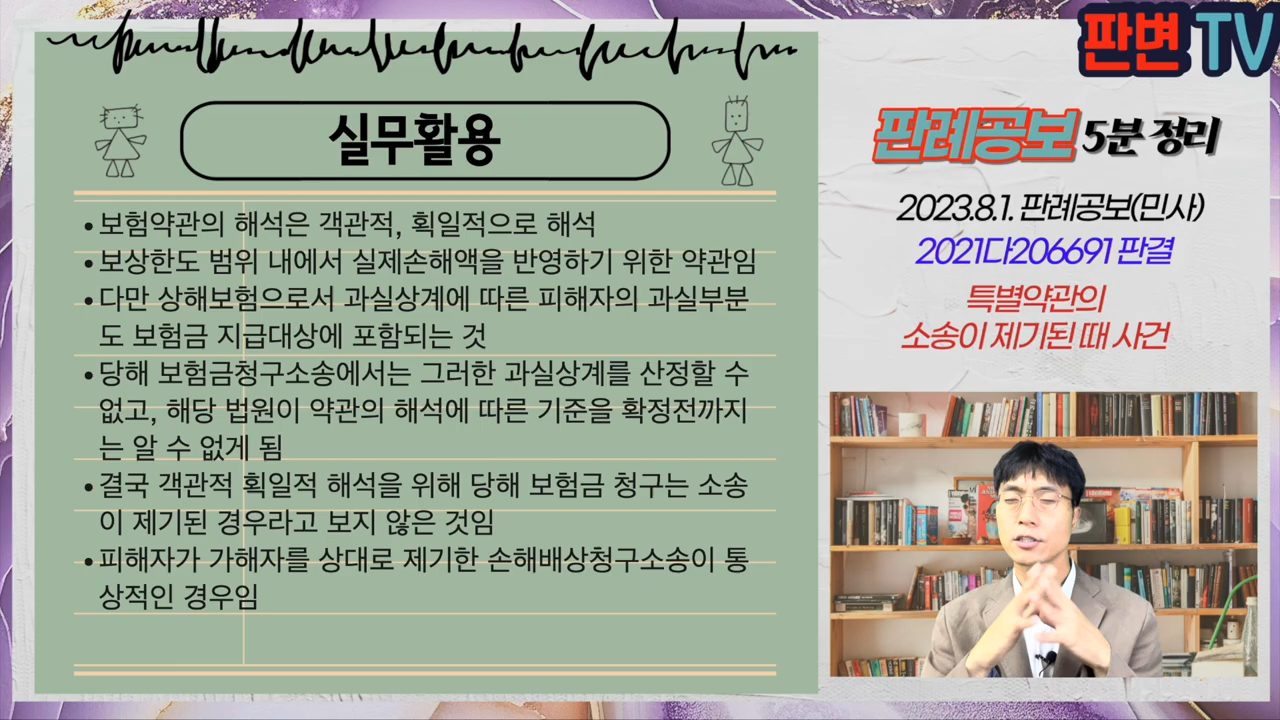 판변 TV
실무활용
• 보험약관의 해석은 객관적, 획일적으로 해석
• 보상한도 범위 내에서 실제손해액을 반영하기 위한 약관임
• 다만 상해보험으로서 과실상계에 따른 피해자의 과실부분
도 보험금 지급대상에 포함되는 것
• 당해 보험금청구소송에서는 그러한 과실상계를 산정할 수
없고, 해당 법원이 약관의 해석에 따른 기준을 확정전까지
는 알 수 없게 됨
• 결국 객관적 획일적 해석을 위해 당해 보험금 청구는 소송
이 제기된 경우라고 보지 않은 것임
• 피해자가 가해자를 상대로 제기한 손해배상청구소송이 통
상적인 경우임
판례공보 5분 정리
2023.8.1. 판례공보(민사)
2021다206691 판결
특별약관의
소송이 제기된 때 사건